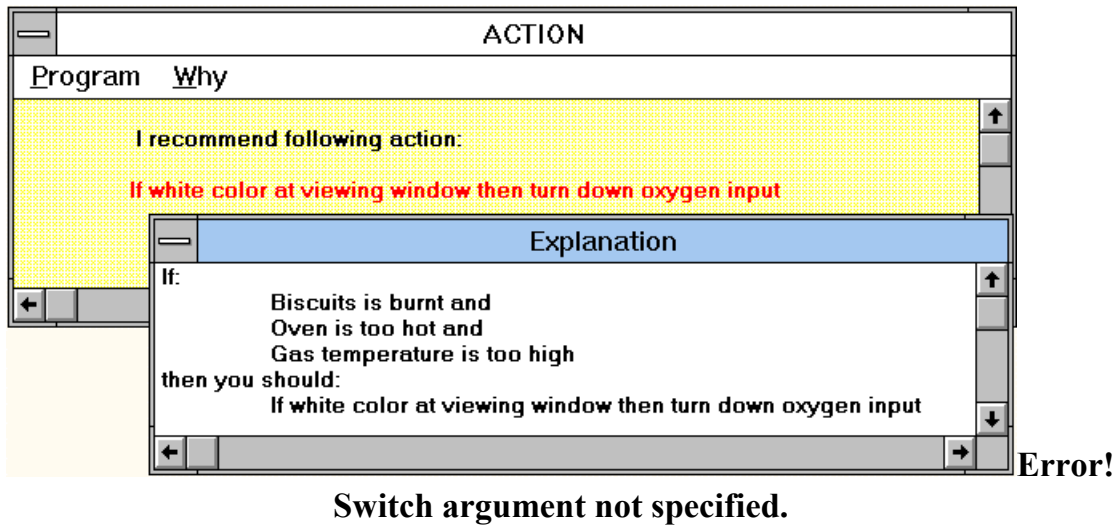 ACTION
Program Why
I recommend following action:
If white color at viewing window then turn down oxygen input
Explanation
If:
Biscuits is burnt and
Oven is too hot and
Gas temperature is too high
then you should:
If white color at viewing window then turn down oxygen input
Error!
Switch argument not specified.